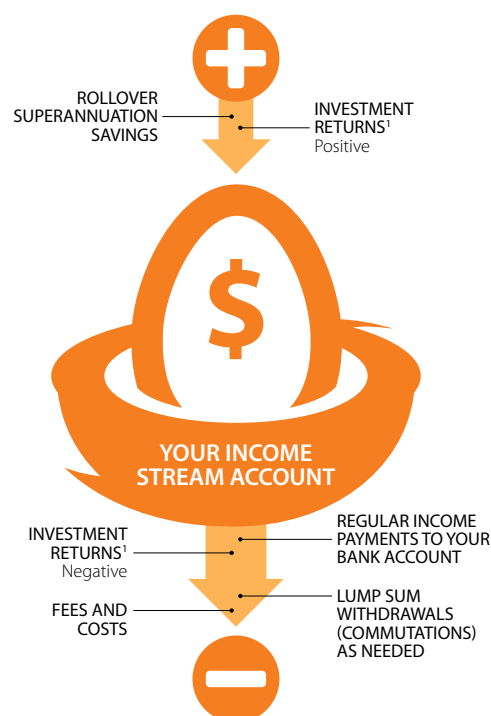 ROLLOVER
SUPERANNUATION
SAVINGS
INVESTMENT
RETURNS¹
Positive
$
YOUR INCOME
STREAM ACCOUNT
INVESTMENT
RETURNS¹
Negative
REGULAR INCOME
PAYMENTS TO YOUR
BANK ACCOUNT
FEES AND
COSTS
LUMP SUM
WITHDRAWALS
(COMMUTATIONS)
AS NEEDED